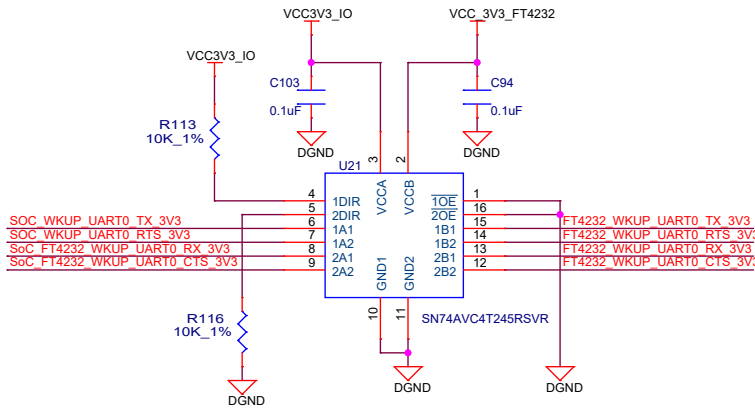 VCC3V3_IO
VCC_3V3_FT4232
VCC3V3_IO
C103
C94
0.1uF
0.1uF
R113
10K_1%
DGND
DGND
U21
3
2
VCCA
VCCB
4
1DIR
1OE
1
5
2DIR
2OE
16
SOC_WKUP_UART0_TX_3V3
6
1A1
1B1
15
FT4232_WKUP_UART0_TX_3V3
SOC_WKUP_UART0_RTS_3V3
7
1A2
1B2
14
FT4232_WKUP_UART0_RTS_3V3
SoC_FT4232_WKUP_UART0_RX_3V3
8
2A1
2B1
13
FT4232_WKUP_UART0_RX_3V3
SoC_FT4232_WKUP_UART0_CTS_3V3
9
2A2
2B2
12
FT4232_WKUP_UART0_CTS_3V3
GND1
GND2
10
11
SN74AVC4T245RSVR
R116
10K_1%
DGND
DGND
DGND